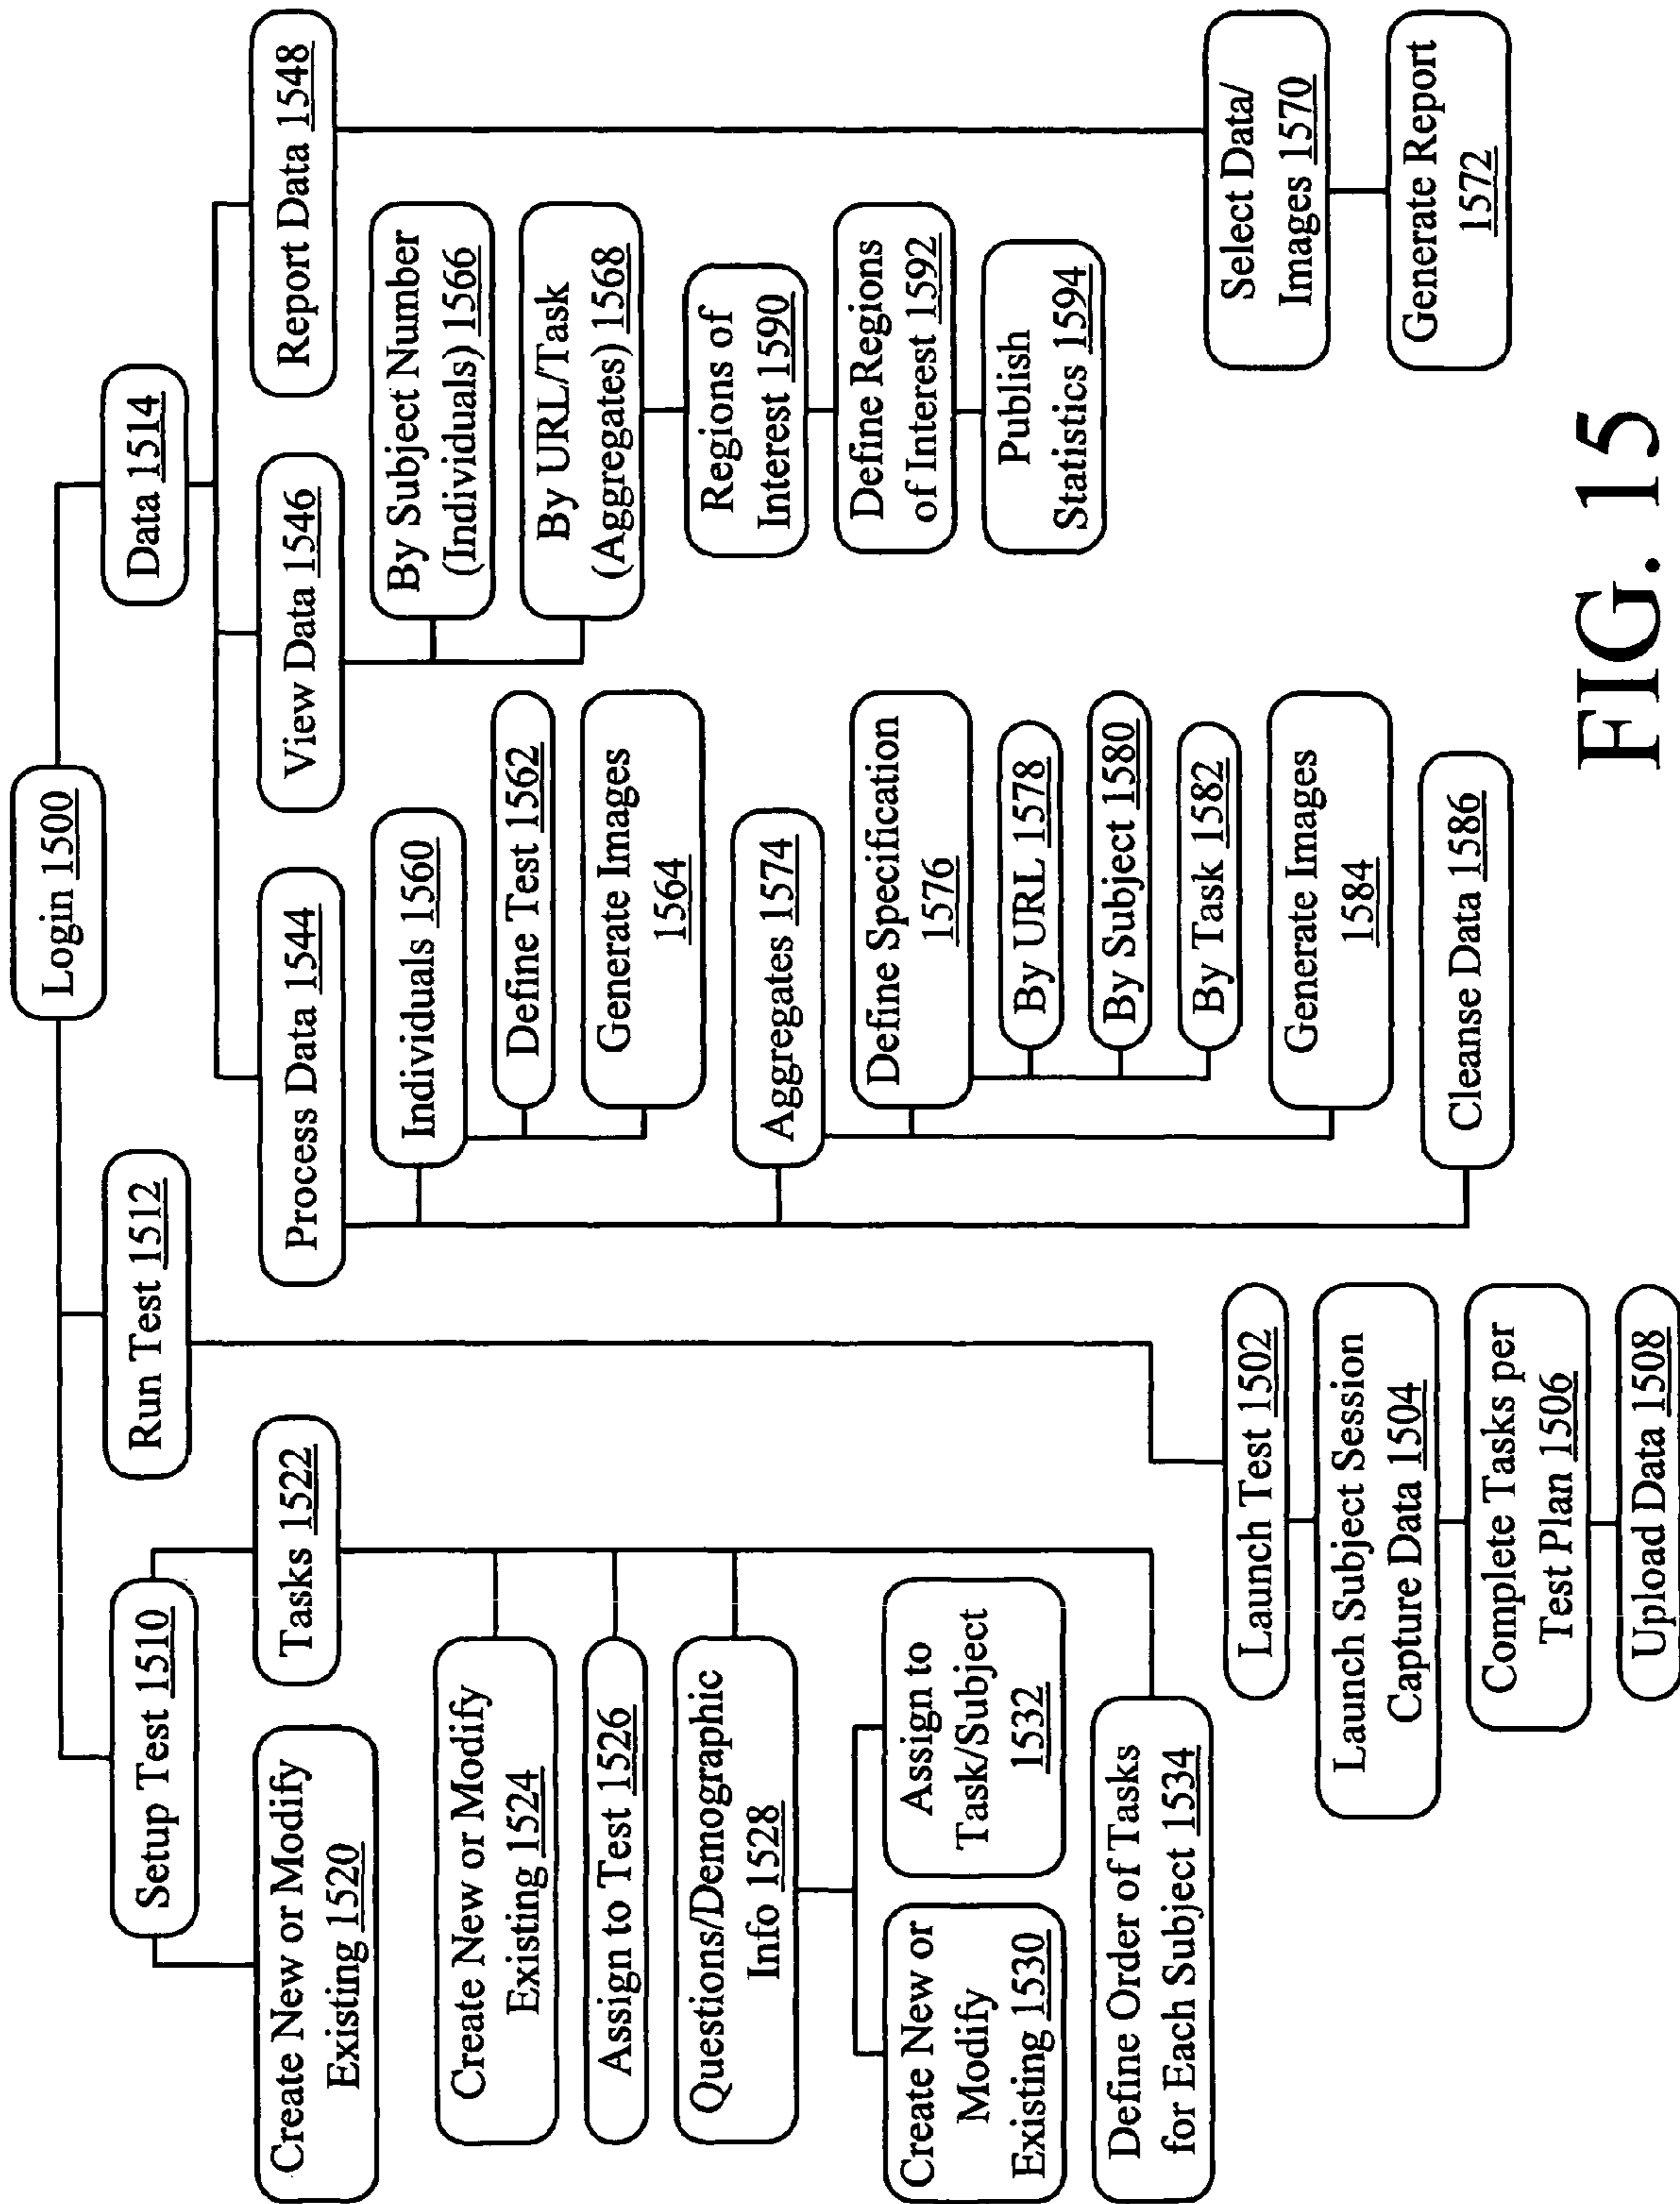 Login 1500
Setup Test 1510
Run Test 1512
Data 1514
Create New or Modify
Existing 1520
Tasks 1522
Create New or Modify
Existing 1524
Assign to Test 1526
Questions/Demographic
Info 1528
Create New or
Modify
Existing 1530
Assign to
Task/Subject
1532
Define Order of Tasks
for Each Subject 1534
Launch Test 1502
Launch Subject Session
Capture Data 1504
Complete Tasks per
Test Plan 1506
Upload Data 1508
Process Data 1544
View Data 1546
Report Data 1548
Individuals 1560
Define Test 1562
Generate Images
1564
Aggregates 1574
Define Specification
1576
By URL 1578
By Subject 1580
By Task 1582
Generate Images
1584
Cleanse Data 1586
By Subject Number
(Individuals) 1566
By URL/Task
(Aggregates) 1568
Regions of
Interest 1590
Define Regions
of Interest 1592
Publish
Statistics 1594
Select Data/
Images 1570
Generate Report
1572
FIG. 15